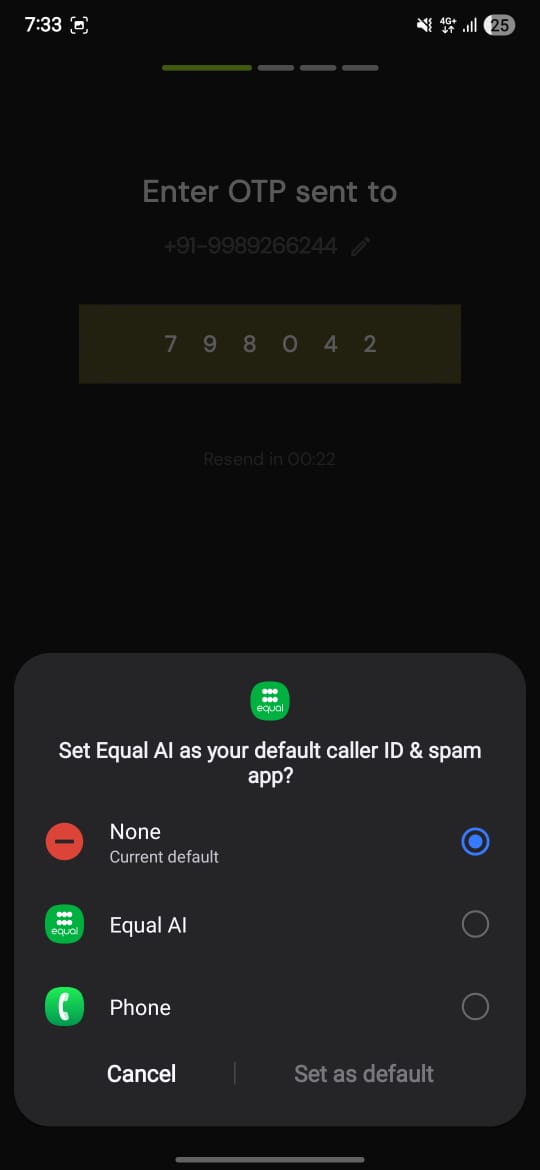 7:33
4G+
25
Enter OTP sent to
+91-9989266244
7 9 8 0 4 2
Resend in 00:22
equal
Set Equal AI as your default caller ID & spam
app?
None
Current default
equal
Equal AI
Phone
Cancel
Set as default